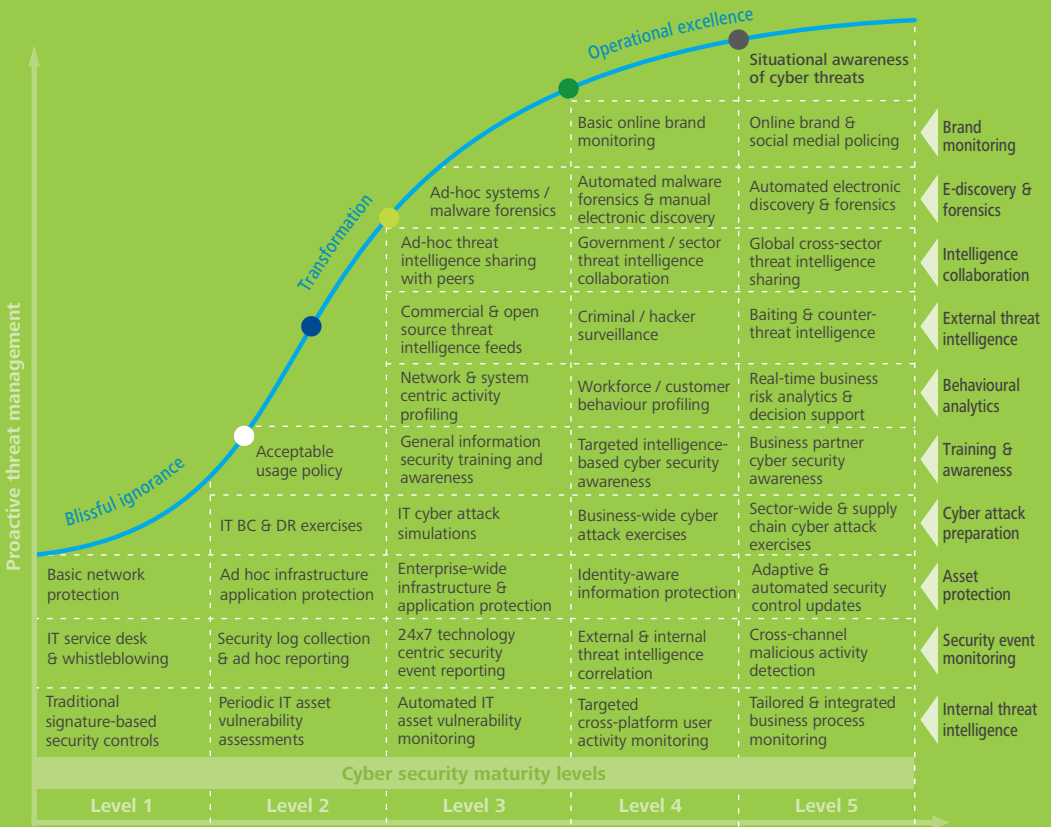 Operational excellence
Situational awareness
of cyber threats
Basic online brand
monitoring
Online brand &
social medial policing
Brand
monitoring
Transformation
Ad-hoc systems /
malware forensics
Automated malware
forensics & manual
electronic discovery
Automated electronic
discovery & forensics
E-discovery &
forensics
Ad-hoc threat
intelligence sharing
with peers
Government / sector
threat intelligence
collaboration
Global cross-sector
threat intelligence
sharing
Intelligence
collaboration
Commercial & open
source threat
intelligence feeds
Criminal / hacker
surveillance
Baiting & counter-
threat intelligence
External threat
intelligence
Network & system
centric activity
profiling
Workforce / customer
behaviour profiling
Real-time business
risk analytics &
decision support
Behavioural
analytics
Blissful ignorance
Acceptable
usage policy
General information
security training and
awareness
Targeted intelligence-
based cyber security
awareness
Business partner
cyber security
awareness
Training &
awareness
IT BC & DR exercises
IT cyber attack
simulations
Business-wide cyber
attack exercises
Sector-wide & supply
chain cyber attack
exercises
Cyber attack
preparation
Basic network
protection
Ad hoc infrastructure
application protection
Enterprise-wide
infrastructure &
application protection
Identity-aware
information protection
Adaptive &
automated security
control updates
Asset
protection
IT service desk
& whistleblowing
Security log collection
& ad hoc reporting
24x7 technology
centric security
event reporting
External & internal
threat intelligence
correlation
Cross-channel
malicious activity
detection
Security event
monitoring
Traditional
signature-based
security controls
Periodic IT asset
vulnerability
assessments
Automated IT
asset vulnerability
monitoring
Targeted
cross-platform user
activity monitoring
Tailored & integrated
business process
monitoring
Internal threat
intelligence
Proactive threat management
Cyber security maturity levels
Level 1
Level 2
Level 3
Level 4
Level 5